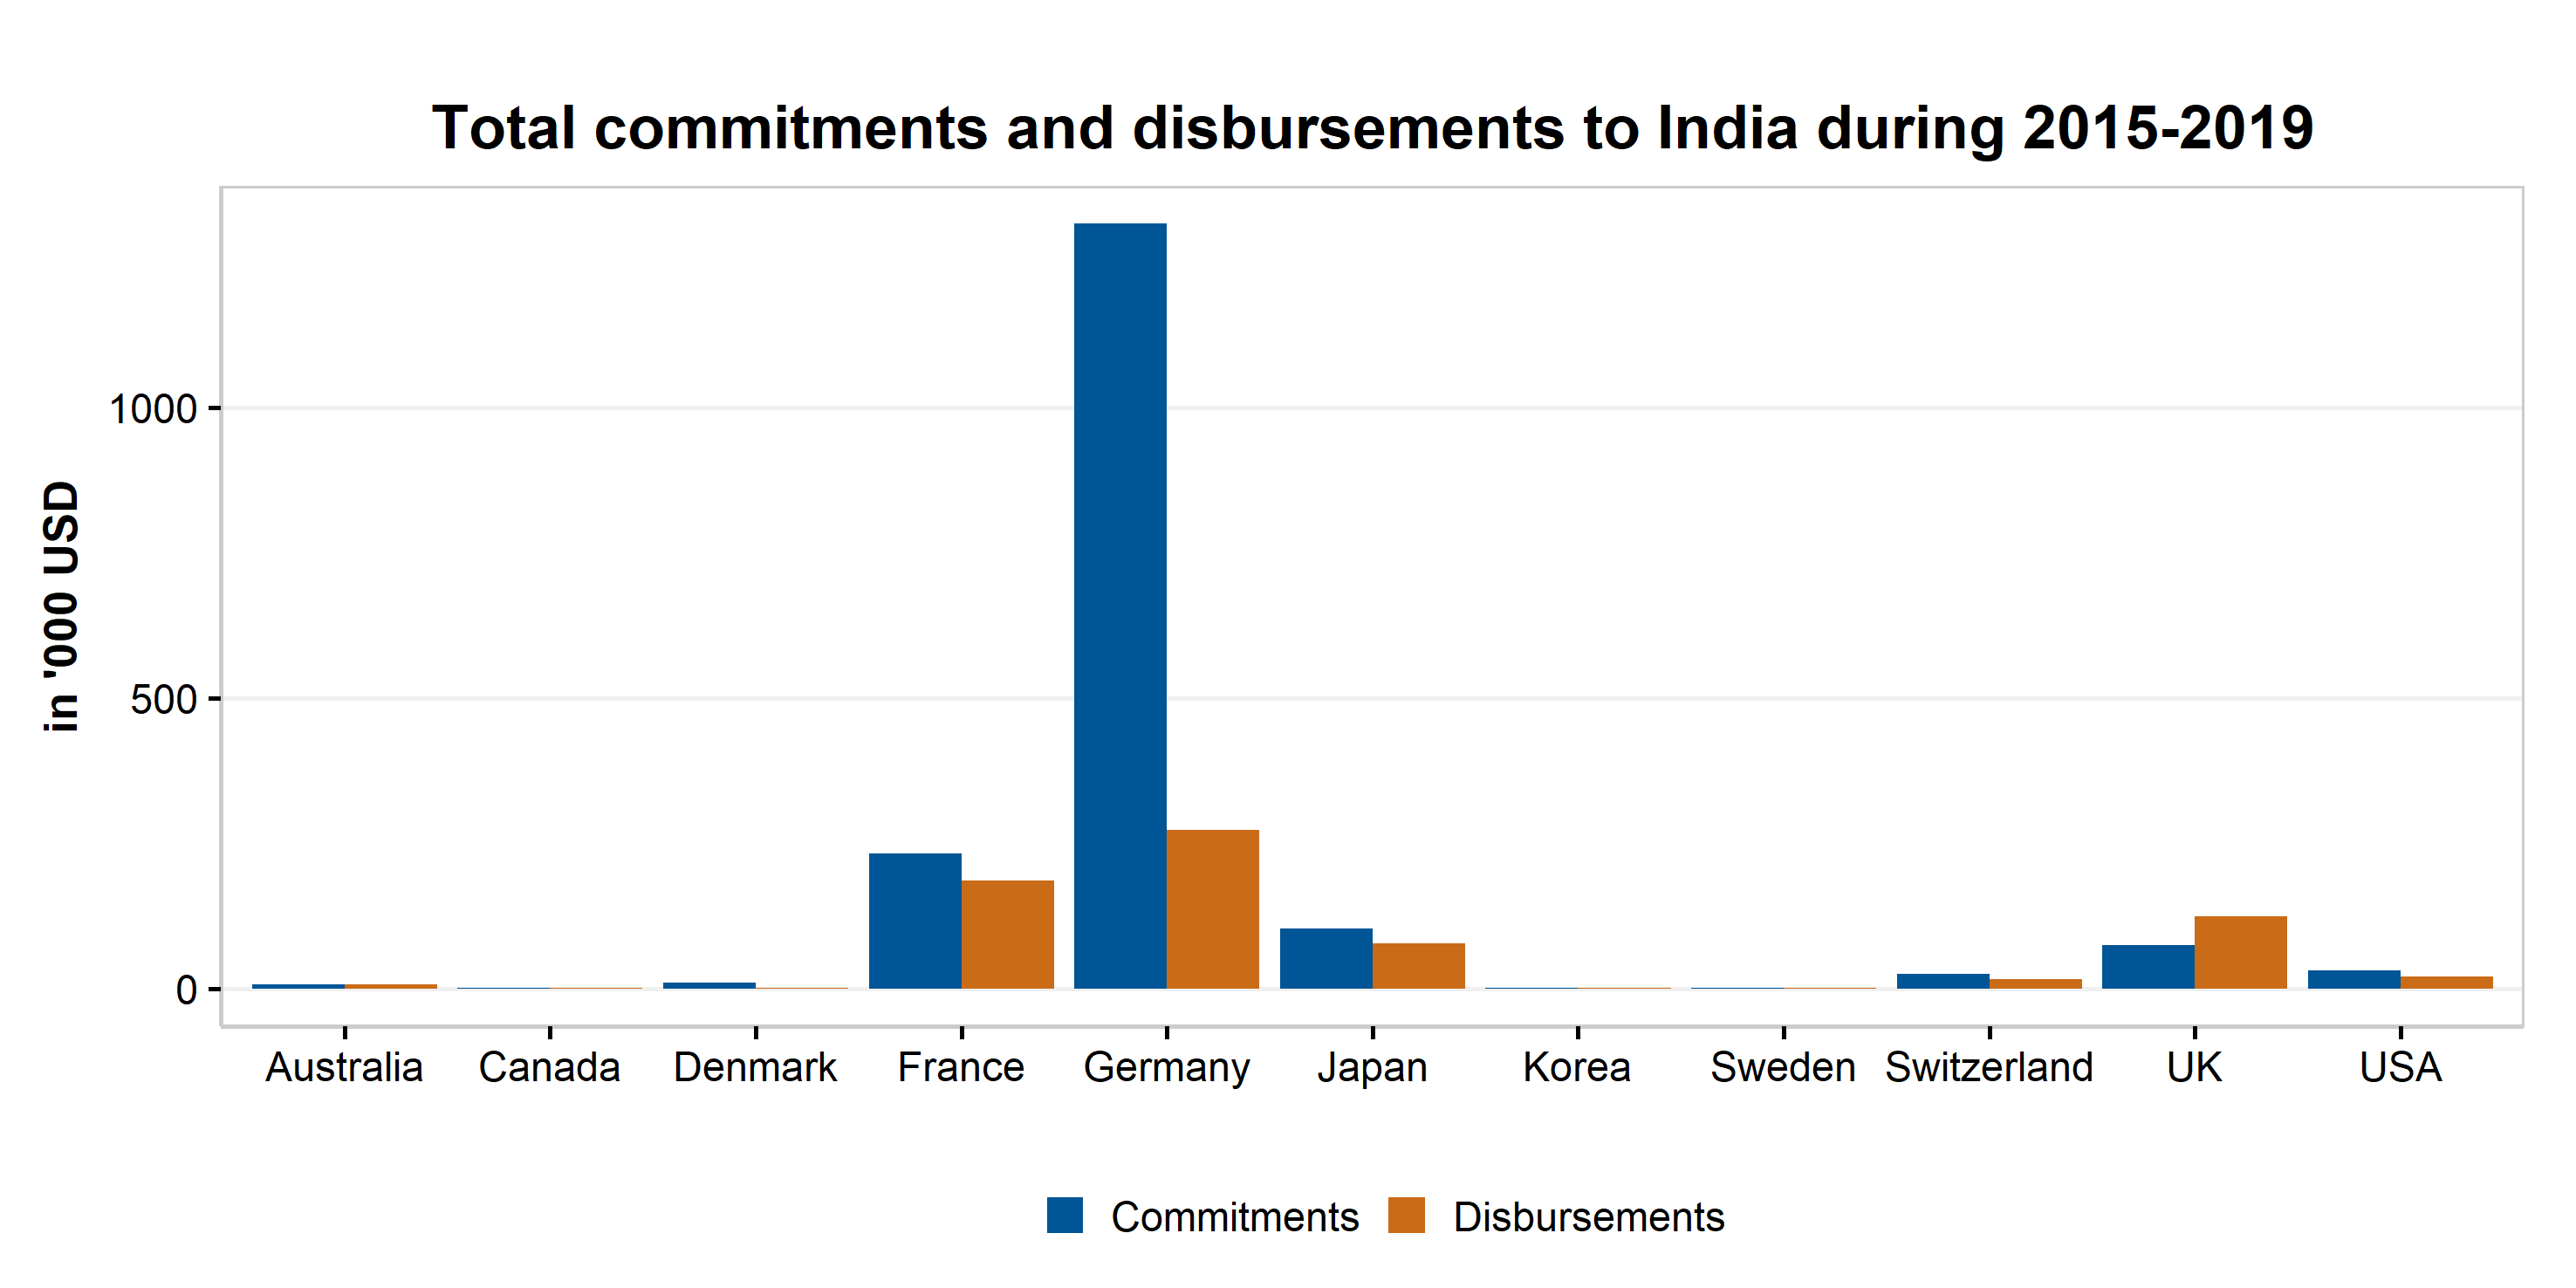 Total commitments and disbursements to India during 2015-2019
in '000 USD
1000
500
0
Australia Canada Denmark France Germany Japan Korea Sweden Switzerland UK USA
Commitments Disbursements